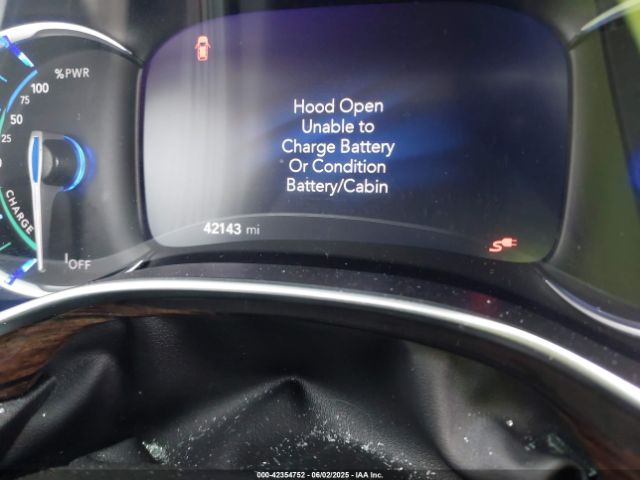 %PWR
100
75
50
25
0
CHARGE
OFF
Hood Open
Unable to
Charge Battery
Or Condition
Battery/Cabin
42143 mi
000-42354752 - 06/02/2025 - IAA Inc.